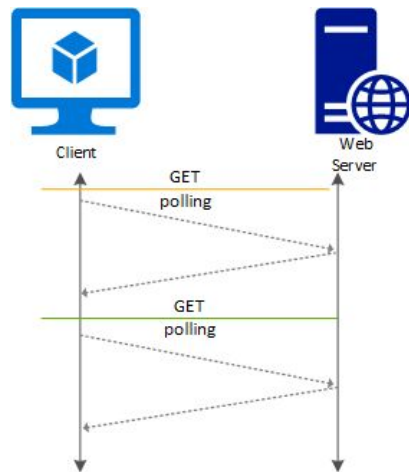 Client
Web
Server
GET
polling
GET
polling